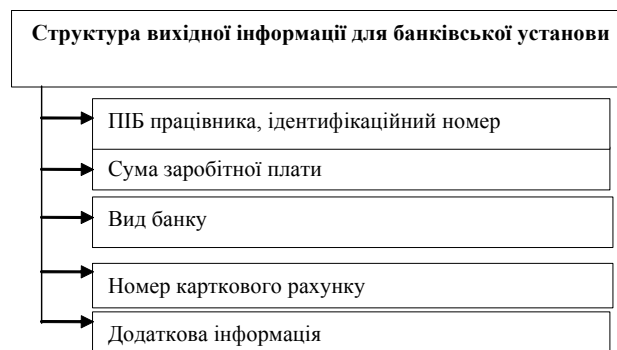 Структура вихідної інформації для банківської установи
ПІБ працівника, ідентифікаційний номер
Сума заробітної плати
Вид банку
Номер карткового рахунку
Додаткова інформація